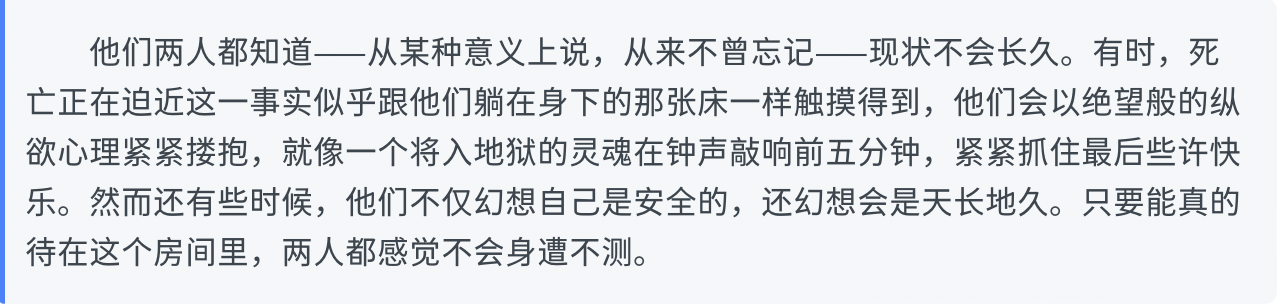 他们两人都知道——从某种意义上说，从来不曾忘记——现状不会长久。有时，死
亡正在迫近这一事实似乎跟他们躺在身下的那张床一样触摸得到，他们会以绝望般的纵
欲心理紧紧搂抱，就像一个将入地狱的灵魂在钟声敲响前五分钟，紧紧抓住最后些许快
乐。然而还有些时候，他们不仅幻想自己是安全的，还幻想会是天长地久。只要能真的
待在这个房间里，两人都感觉不会身遭不测。